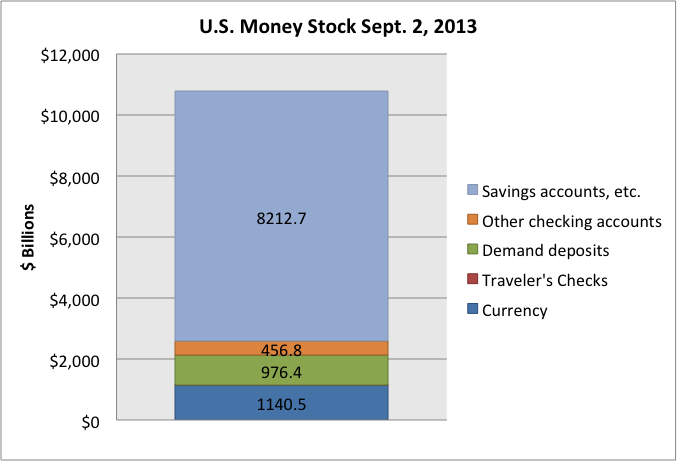 U.S. Money Stock Sept. 2, 2013
$12,000
$10,000
$8,000
$6,000
$4,000
$2,000
$0
$ Billions
8212.7
456.8
976.4
1140.5
Savings accounts, etc.
Other checking accounts
Demand deposits
Traveler's Checks
Currency